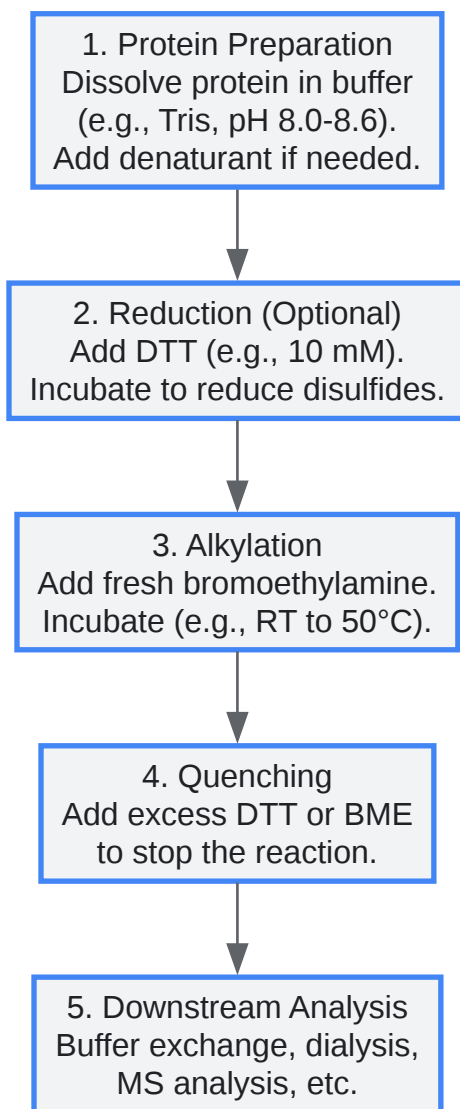 1. Protein Preparation
Dissolve protein in buffer
(e.g., Tris, pH 8.0-8.6).
Add denaturant if needed.
2. Reduction (Optional)
Add DTT (e.g., 10 mM).
Incubate to reduce disulfides.
3. Alkylation
Add fresh bromoethylamine.
Incubate (e.g., RT to 50°C).
4. Quenching
Add excess DTT or BME
to stop the reaction.
5. Downstream Analysis
Buffer exchange, dialysis,
MS analysis, etc.